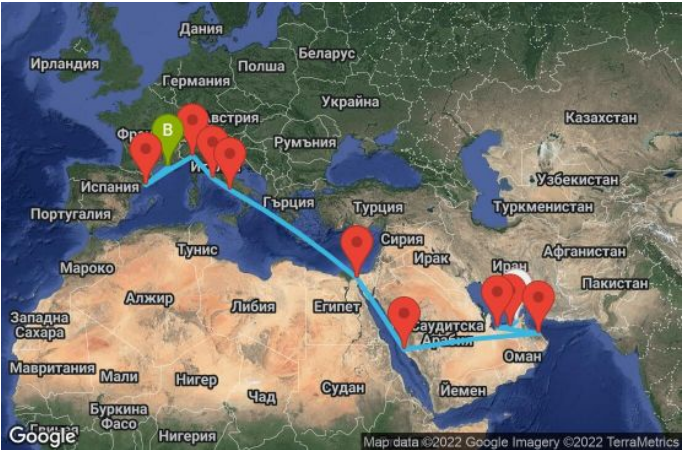 Дания
Ирландия
Беларус
Полша
Германия
Украйна
Австрия
Казахстан
B
Румъния
Испания
Узбекистан
Гърция
Турция
Туркменистан
Португалия
Тунис
Сирия
Афганистан
Мароко
Ирак
Иран
Пакистан
Алжир
Либия
Египет
Западна
Сахара
Саудитска
Арабия
Оман
Мавритания
Мали
Нигер
Чад
Судан
Йемен
Буркина
Фасо
Нигерия
Google
Map data ©2022 Google Imagery ©2022 TerraMetrics